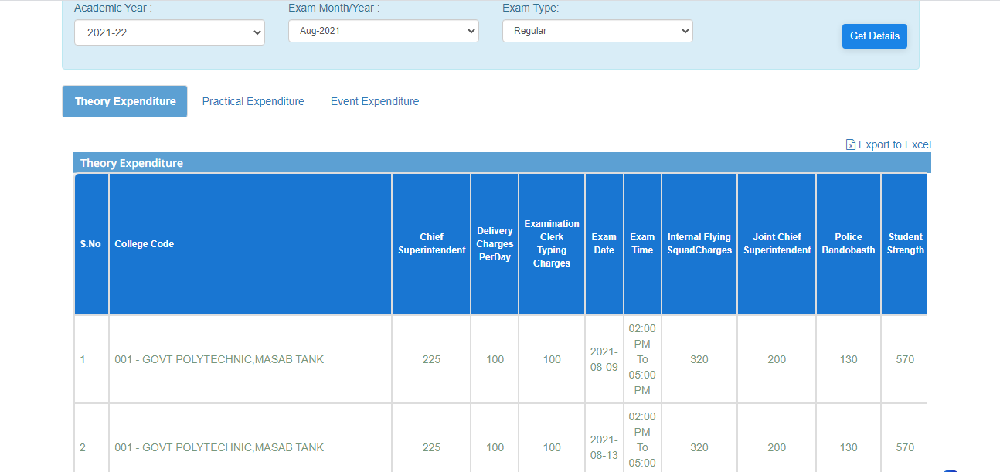 Academic Year : Exam Month/Year : Exam Type:
2021-22 Aug-2021 Regular Get Details
Theory Expenditure Practical Expenditure Event Expenditure
Export to Excel
Theory Expenditure
S.No
College Code
Chief
Superintendent
Delivery
Charges
PerDay
Examination
Clerk
Typing
Charges
Exam
Date
Exam
Time
Internal Flying
SquadCharges
Joint Chief
Superintendent
Police
Bandobasth
Student
Strength
1
001 - GOVT POLYTECHNIC,MASAB TANK
225
100
100
2021-
08-09
02:00
PM
To
05:00
PM
320
200
130
570
2
001 - GOVT POLYTECHNIC,MASAB TANK
225
100
100
2021-
08-13
02:00
PM
To
05:00
320
200
130
570